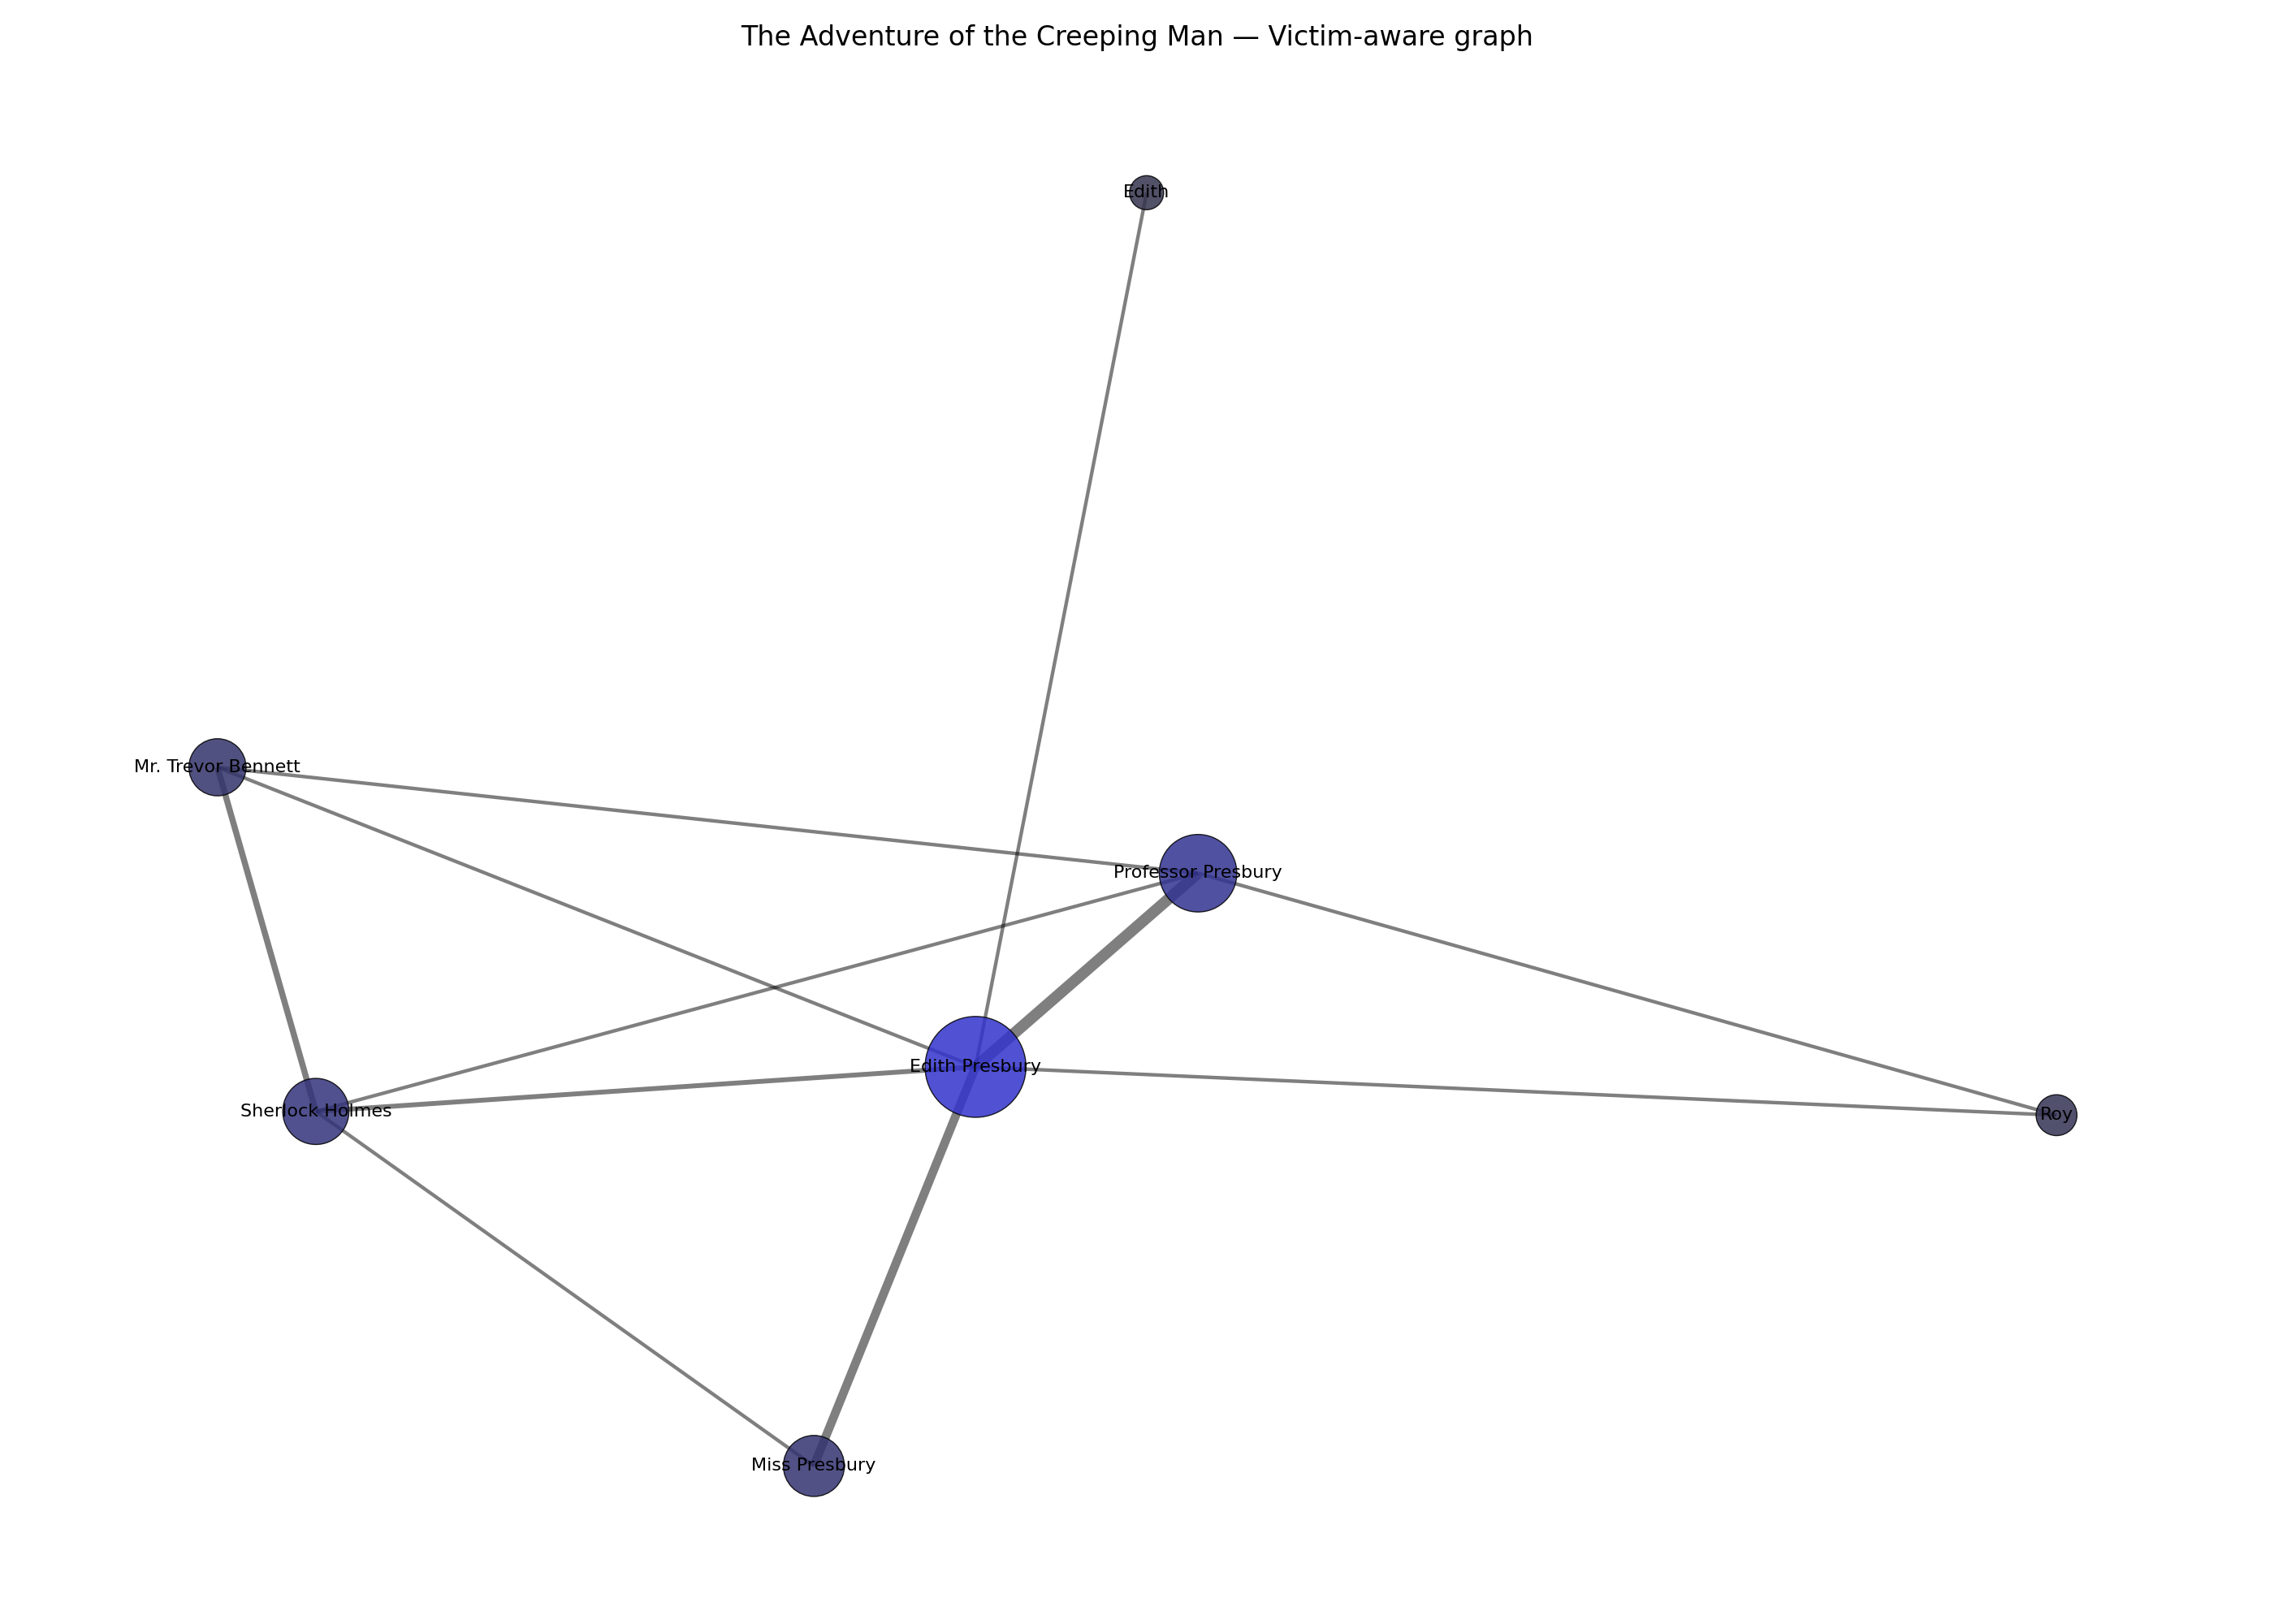 The Adventure of the Creeping Man — Victim-aware graph
Edith
Mr. Trevor Bennett
Professor Presbury
Edith Presbury
Sherlock Holmes
Roy
Miss Presbury